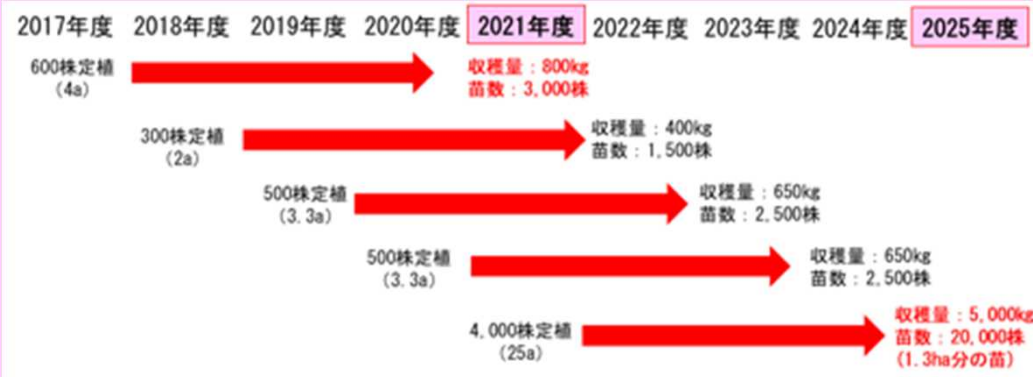 2017年度 2018年度 2019年度 2020年度 2021年度 2022年度 2023年度 2024年度 2025年度
600株定植
(4a)
収穫量：800kg
苗数：3,000株
300株定植
(2a)
収穫量：400kg
苗数：1,500株
500株定植
(3.3a)
収穫量：650kg
苗数：2,500株
500株定植
(3.3a)
収穫量：650kg
苗数：2,500株
4,000株定植
(25a)
収穫量：5,000kg
苗数：20,000株
(1.3ha分の苗)